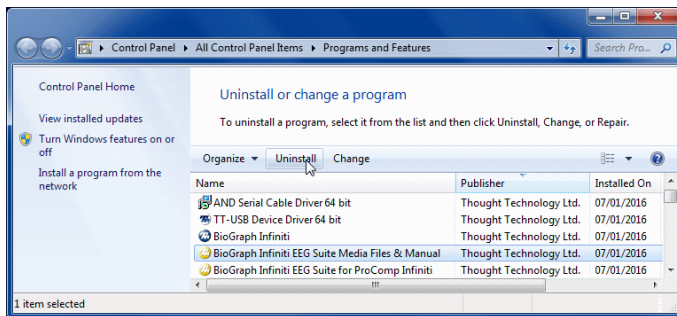 Control Panel ▸ All Control Panel Items ▸ Programs and Features
Search Pro...
Control Panel Home
View installed updates
Turn Windows features on or
off
Install a program from the
network
Uninstall or change a program
To uninstall a program, select it from the list and then click Uninstall, Change, or Repair.
Organize Uninstall Change
Name Publisher Installed On
AND Serial Cable Driver 64 bit Thought Technology Ltd. 07/01/2016
TT-USB Device Driver 64 bit Thought Technology Ltd. 07/01/2016
BioGraph Infiniti Thought Technology Ltd. 07/01/2016
BioGraph Infiniti EEG Suite Media Files & Manual Thought Technology Ltd. 07/01/2016
BioGraph Infiniti EEG Suite for ProComp Infiniti Thought Technology Ltd. 07/01/2016
1 item selected